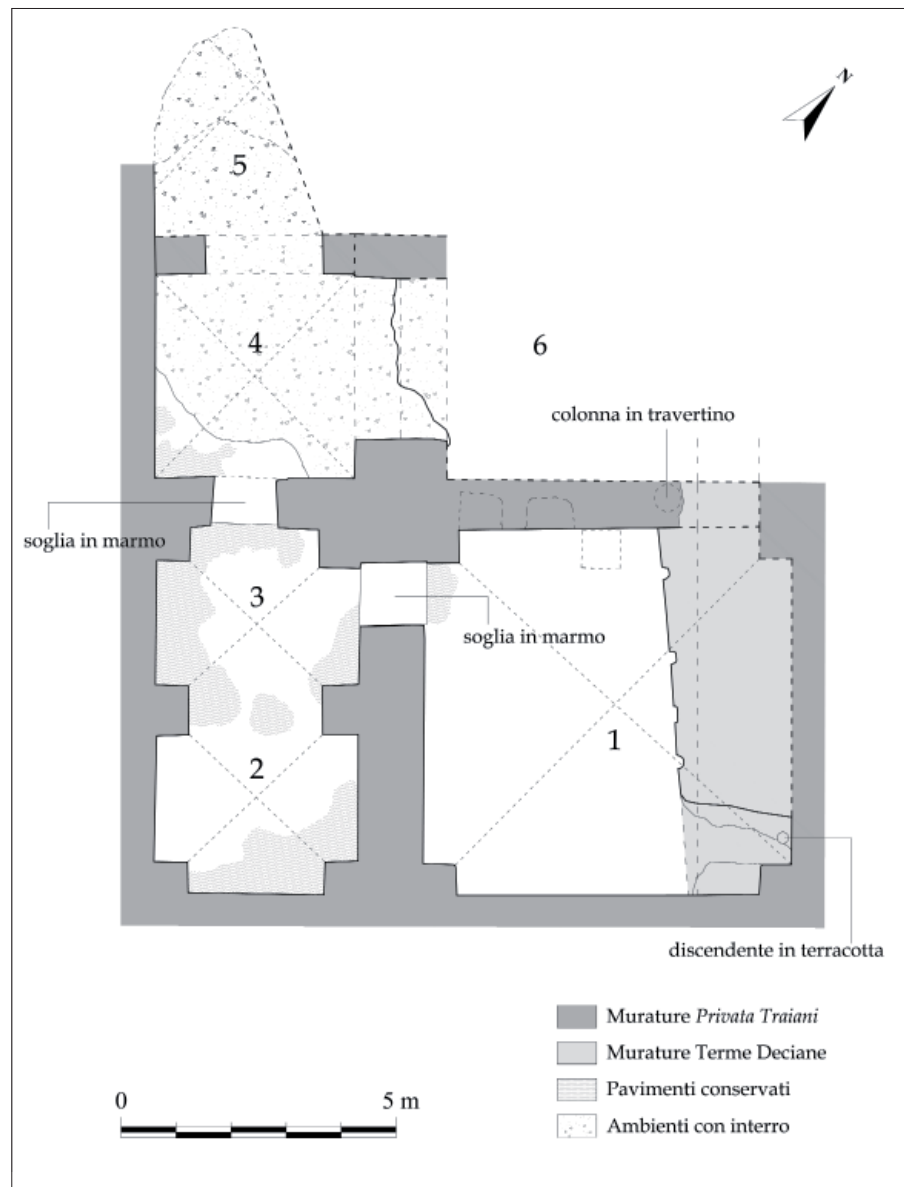 N
5
4
6
colonna in travertino
soglia in marmo
3
soglia in marmo
1
2
discendente in terracotta
Murature Privata Traiani
Murature Terme Deciane
Pavimenti conservati
Ambienti con interro
0 5 m